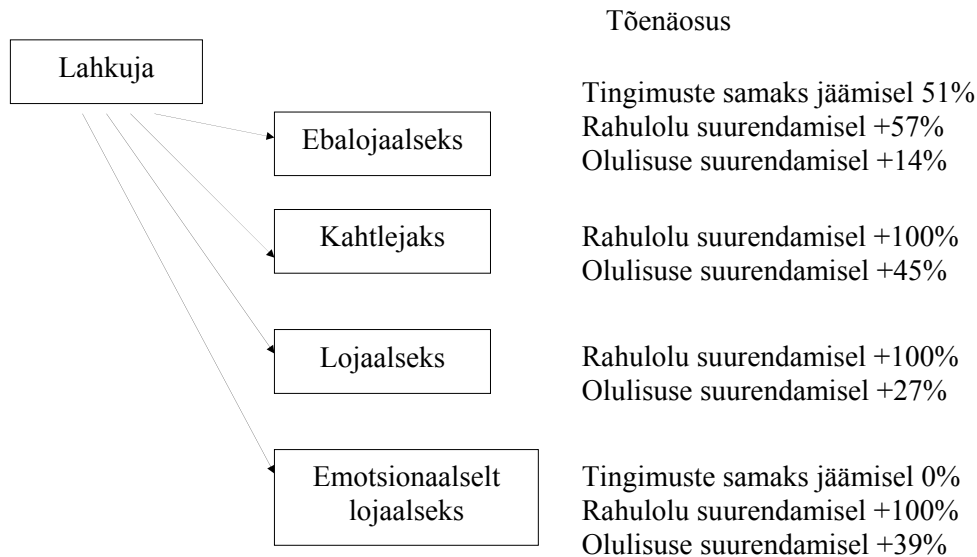 Tõenäosus
Lahkuja
Ebalojaalseks
Tingimuste samaks jäämisel 51%
Rahulolu suurendamisel +57%
Olulisuse suurendamisel +14%
Kahtlejaks
Rahulolu suurendamisel +100%
Olulisuse suurendamisel +45%
Lojaalseks
Rahulolu suurendamisel +100%
Olulisuse suurendamisel +27%
Emotsionaalselt
lojaalseks
Tingimuste samaks jäämisel 0%
Rahulolu suurendamisel +100%
Olulisuse suurendamisel +39%